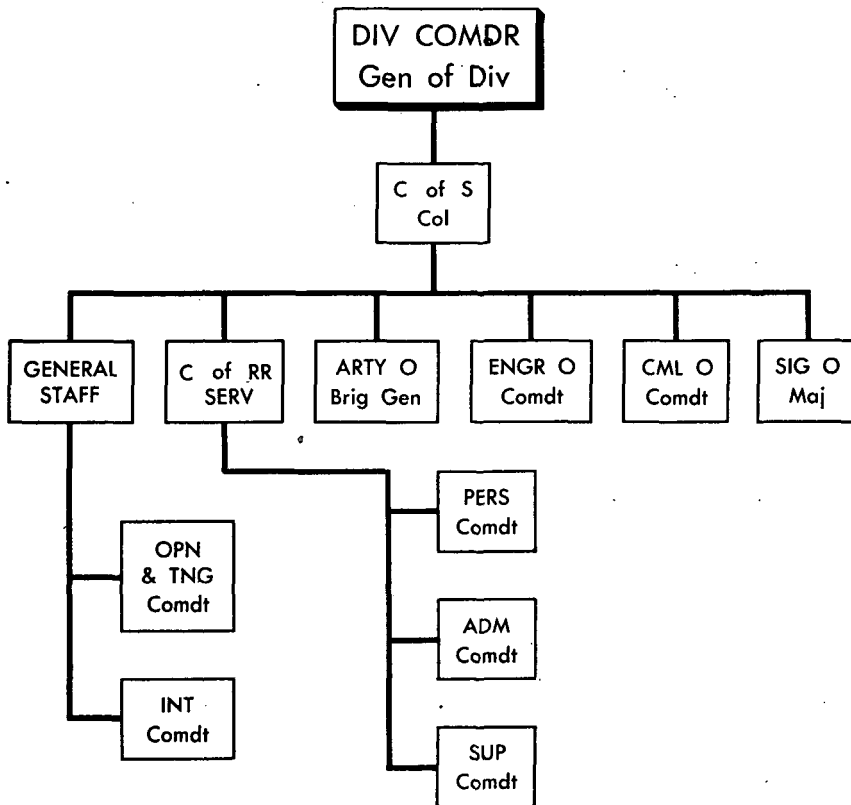 DIV COMDR
Gen of Div
C of S
Col
GENERAL
STAFF
C of RR
SERV
ARTY O
Brig Gen
ENGR O
Comdt
CML O
Comdt
SIG O
Maj
OPN
& TNG
Comdt
INT
Comdt
PERS
Comdt
ADM
Comdt
SUP
Comdt